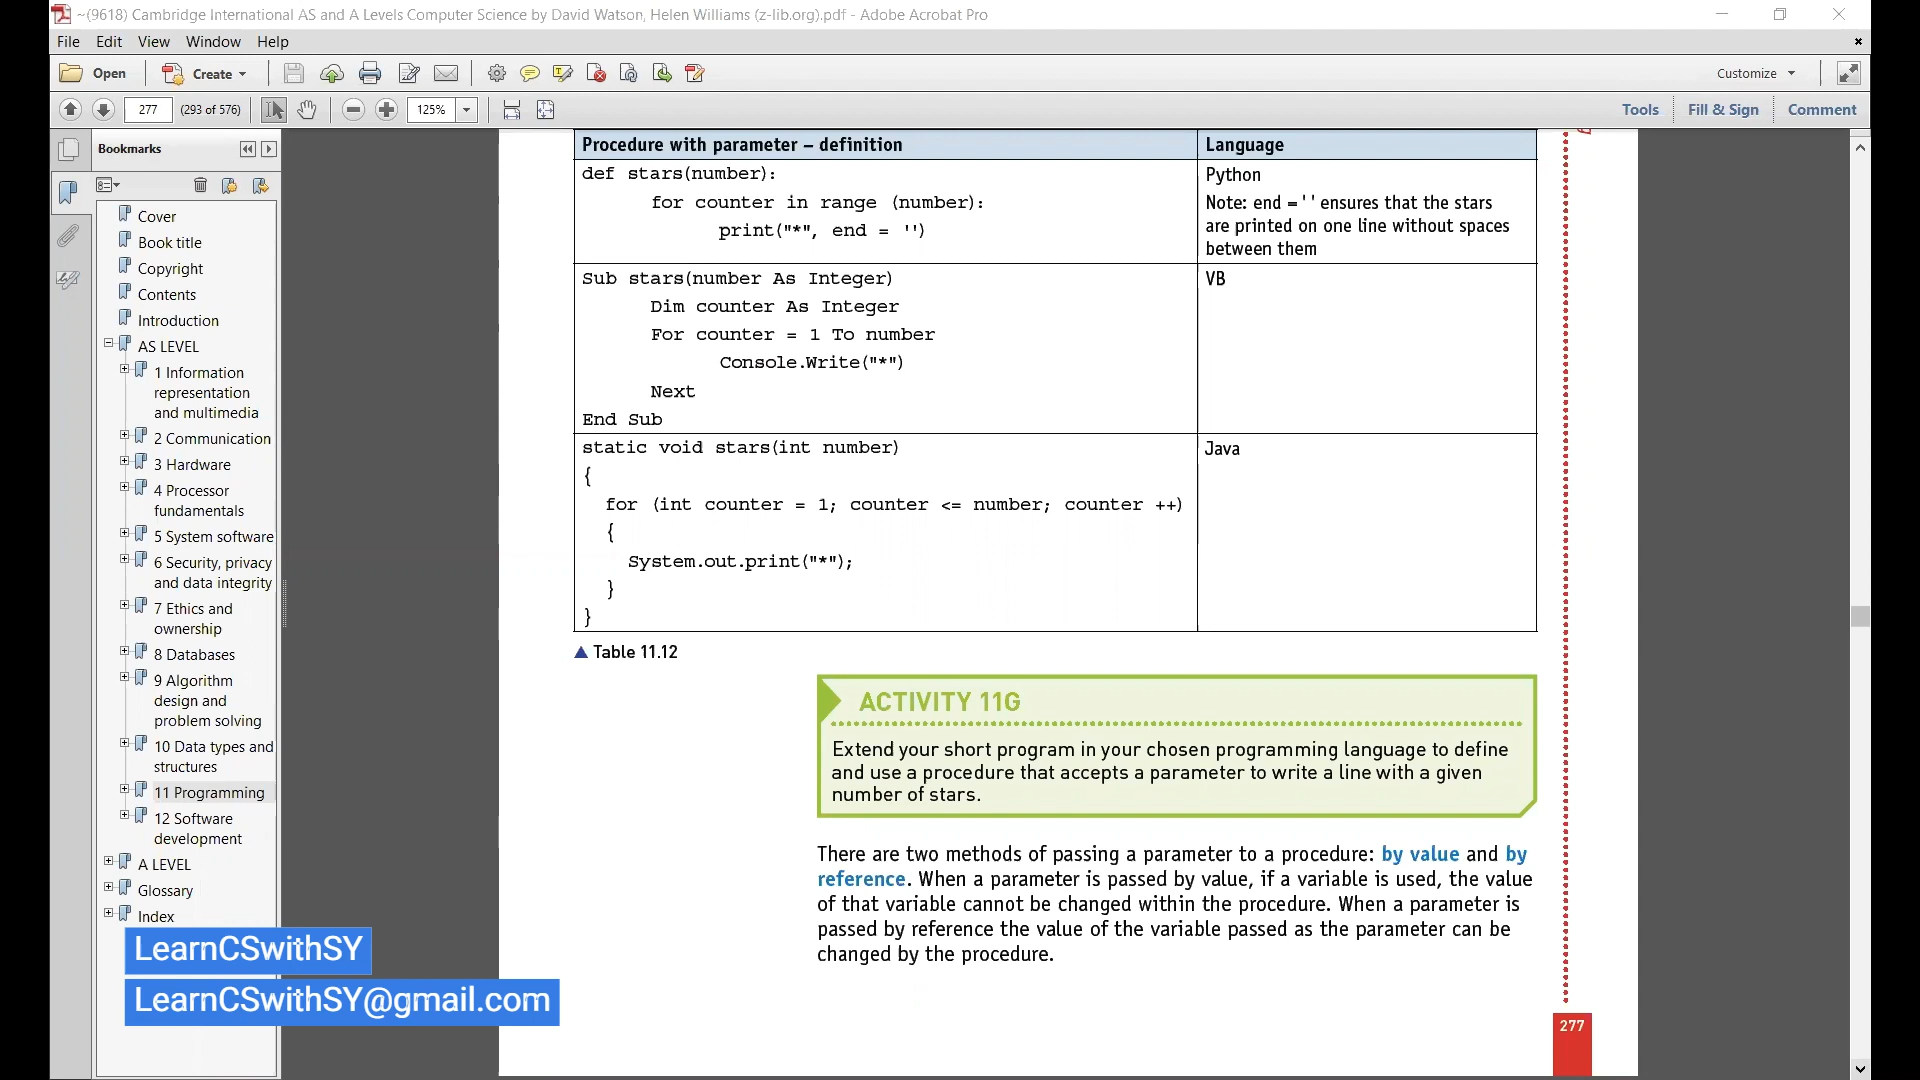 ~(9618) Cambridge International AS and A Levels Computer Science by David Watson, Helen Williams (z-lib.org).pdf - Adobe Acrobat Pro
File Edit View Window Help
Open Create Customize
277 (293 of 576) 125% Tools Fill & Sign Comment
Bookmarks
Cover
Book title
Copyright
Contents
Introduction
AS LEVEL
1 Information
representation
and multimedia
2 Communication
3 Hardware
4 Processor
fundamentals
5 System software
6 Security, privacy
and data integrity
7 Ethics and
ownership
8 Databases
9 Algorithm
design and
problem solving
10 Data types and
structures
11 Programming
12 Software
development
A LEVEL
Glossary
Index
LearnCSwithSY
LearnCSwithSY@gmail.com
Procedure with parameter – definition Language
def stars(number):
for counter in range (number):
print("*", end = '')
Python
Note: end = ' ' ensures that the stars
are printed on one line without spaces
between them
Sub stars(number As Integer)
Dim counter As Integer
For counter = 1 To number
Console.Write("*")
Next
End Sub
VB
static void stars(int number)
{
for (int counter = 1; counter <= number; counter ++)
{
System.out.print("*");
}
}
Java
▲ Table 11.12
ACTIVITY 11G
Extend your short program in your chosen programming language to define
and use a procedure that accepts a parameter to write a line with a given
number of stars.
There are two methods of passing a parameter to a procedure: by value and by
reference. When a parameter is passed by value, if a variable is used, the value
of that variable cannot be changed within the procedure. When a parameter is
passed by reference the value of the variable passed as the parameter can be
changed by the procedure.
277